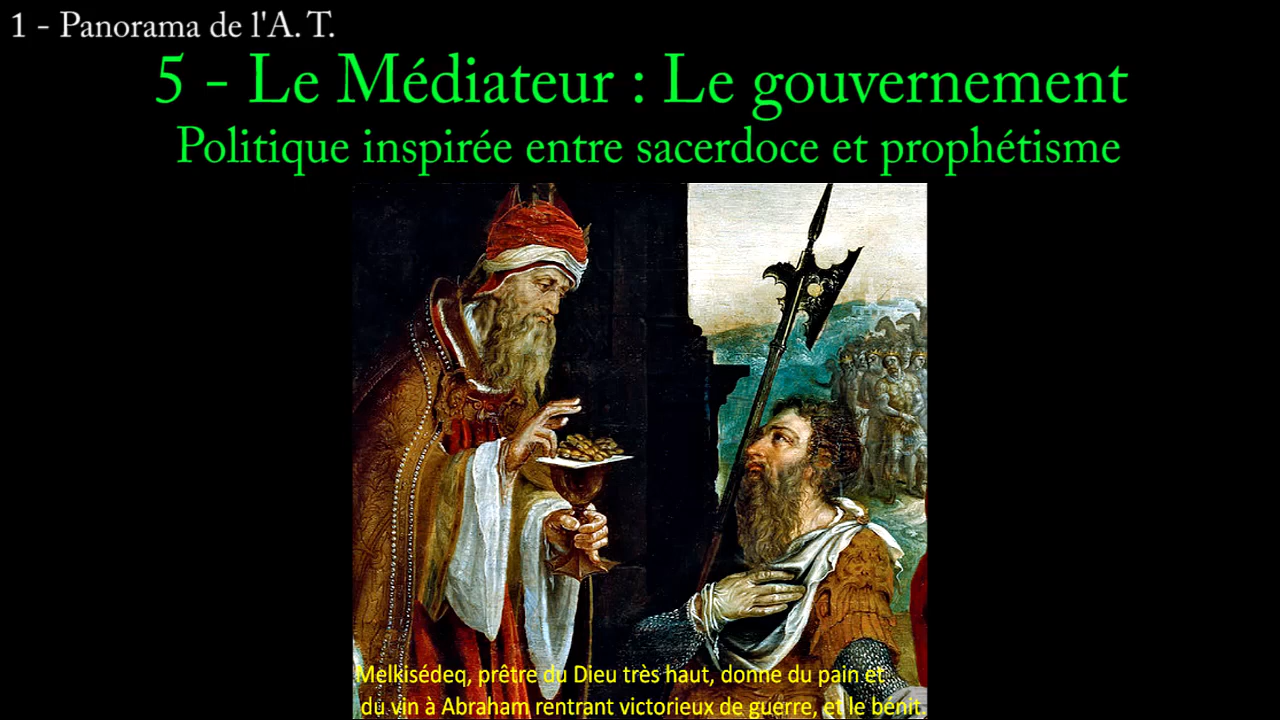 1 - Panorama de l'A. T.
5 - Le Médiateur : Le gouvernement
Politique inspirée entre sacerdoce et prophétisme
Melkisédeq, prêtre du Dieu très haut, donne du pain et
du vin à Abraham rentrant victorieux de guerre, et le bénit.